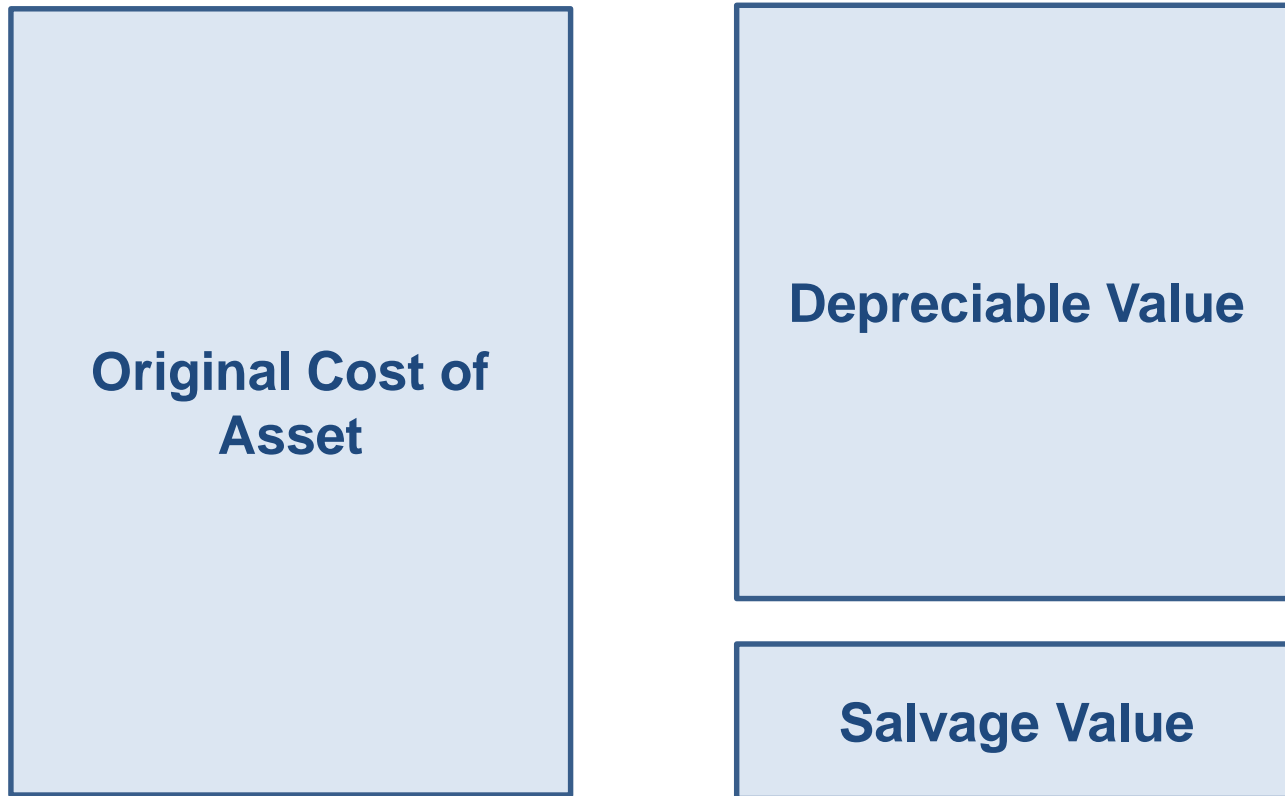 Original Cost of
Asset
Depreciable Value
Salvage Value